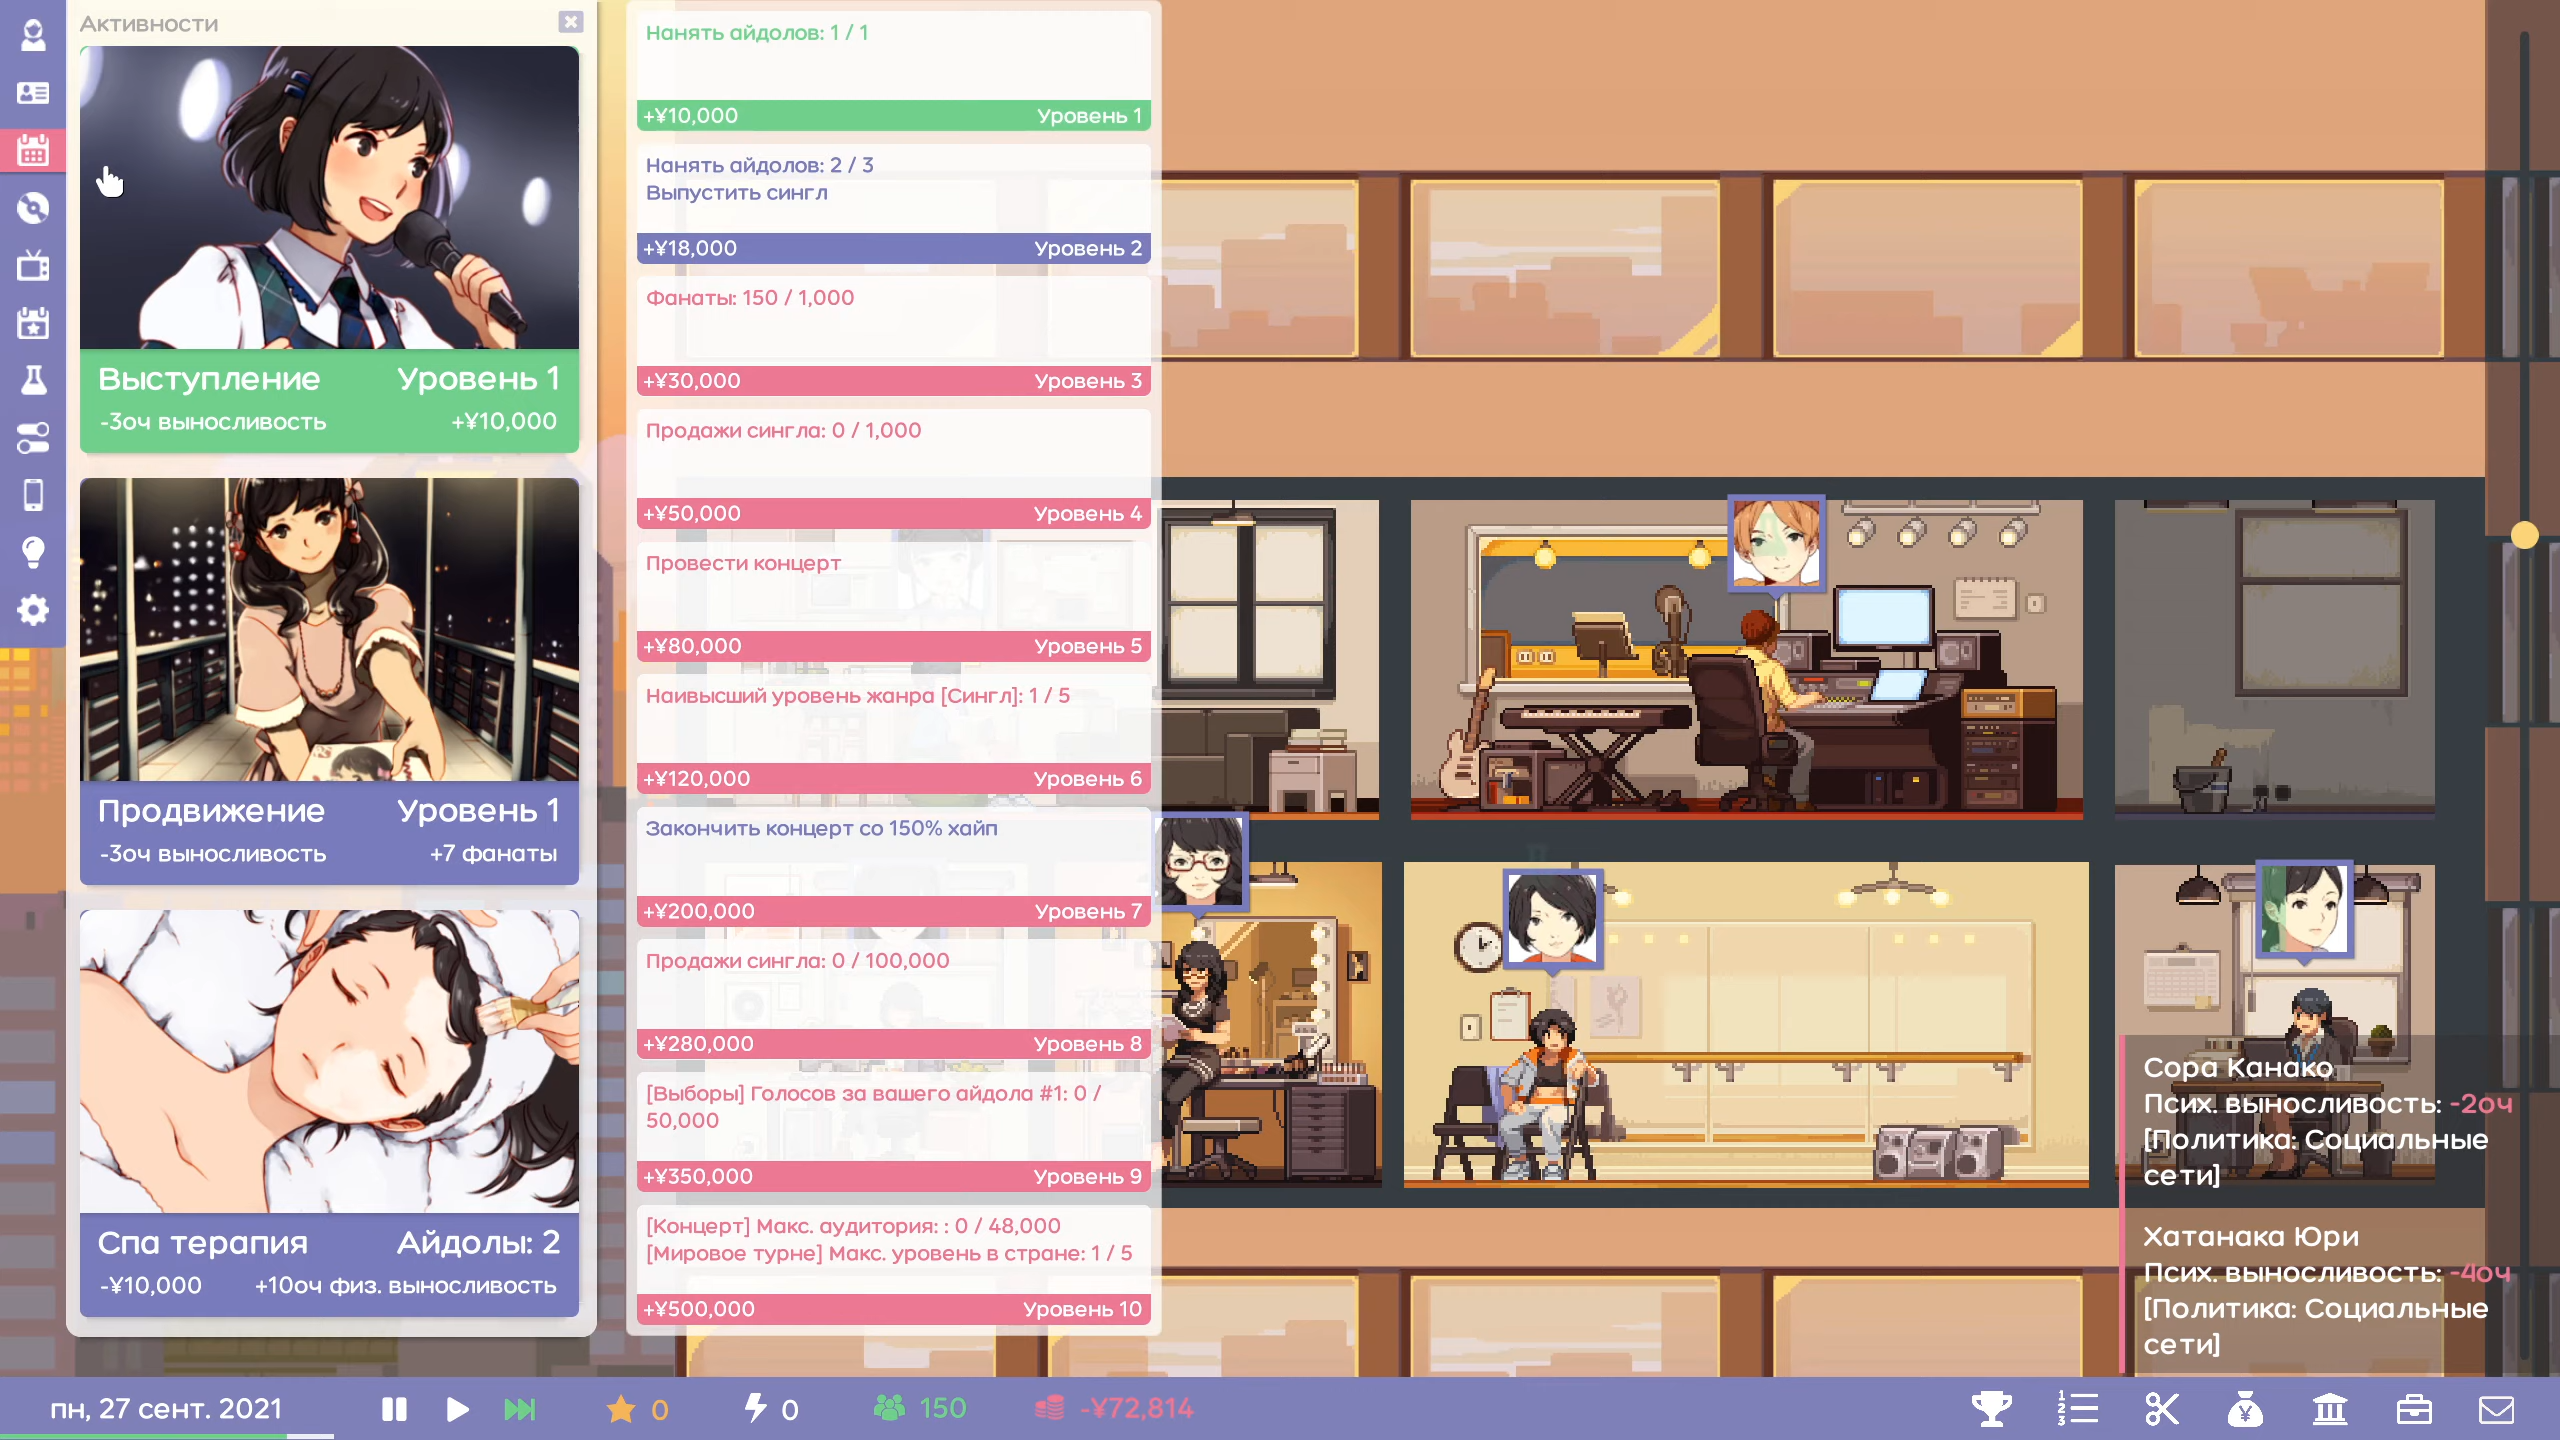 Активности
Выступление Уровень 1
-3оч выносливость +¥10,000
Продвижение Уровень 1
-3оч выносливость +7 фанаты
Спа терапия Айдолы: 2
-¥10,000 +10оч физ. выносливость
Нанять айдолов: 1 / 1
+¥10,000 Уровень 1
Нанять айдолов: 2 / 3
Выпустить сингл
+¥18,000 Уровень 2
Фанаты: 150 / 1,000
+¥30,000 Уровень 3
Продажи сингла: 0 / 1,000
+¥50,000 Уровень 4
Провести концерт
+¥80,000 Уровень 5
Наивысший уровень жанра [Сингл]: 1 / 5
+¥120,000 Уровень 6
Закончить концерт со 150% хайп
+¥200,000 Уровень 7
Продажи сингла: 0 / 100,000
+¥280,000 Уровень 8
[Выборы] Голосов за вашего айдола #1: 0 /
50,000
+¥350,000 Уровень 9
[Концерт] Макс. аудитория: : 0 / 48,000
[Мировое турне] Макс. уровень в стране: 1 / 5
+¥500,000 Уровень 10
Сора Канако
Псих. выносливость: -2оч
[Политика: Социальные
сети]
Хатанака Юри
Псих. выносливость: -4оч
[Политика: Социальные
сети]
пн, 27 сент. 2021 0 0 150 -¥72,814